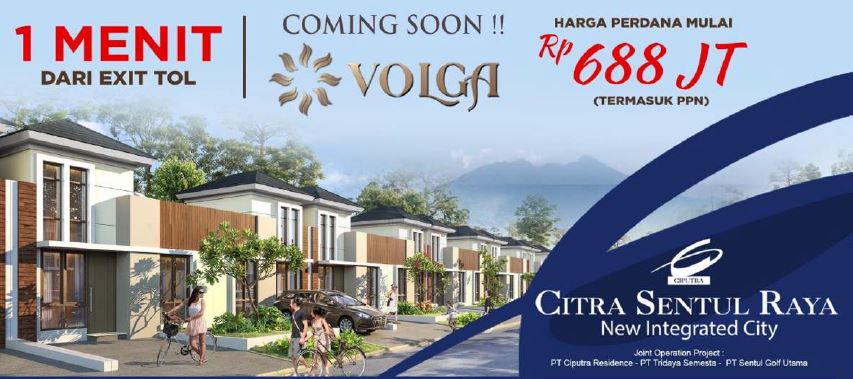 1 MENIT
DARI EXIT TOL
COMING SOON !!
VOLGA
HARGA PERDANA MULAI
Rp 688 JT
(TERMASUK PPN)
CIPUTRA
CITRA SENTUL RAYA
New Integrated City
Joint Operation Project :
PT Ciputra Residence - PT Tridaya Semesta - PT Sentul Golf Utama